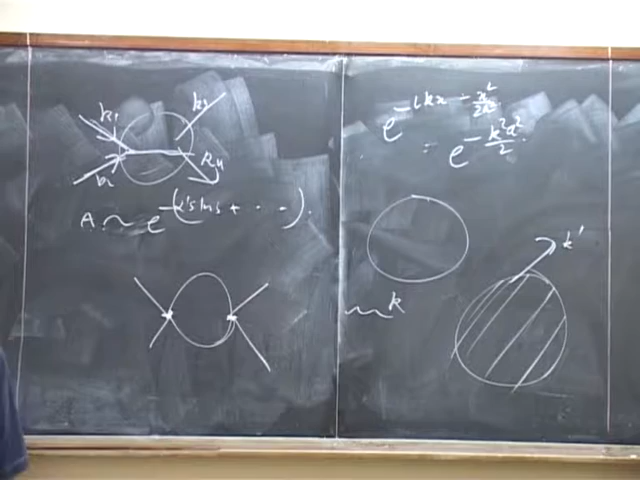 k₁ k₃
k₂ k₄
A ~ e^{-(α's ln s + ...)}.
e^{-ikx - x²/2a²}
= e^{-k²a²/2}
k'
k